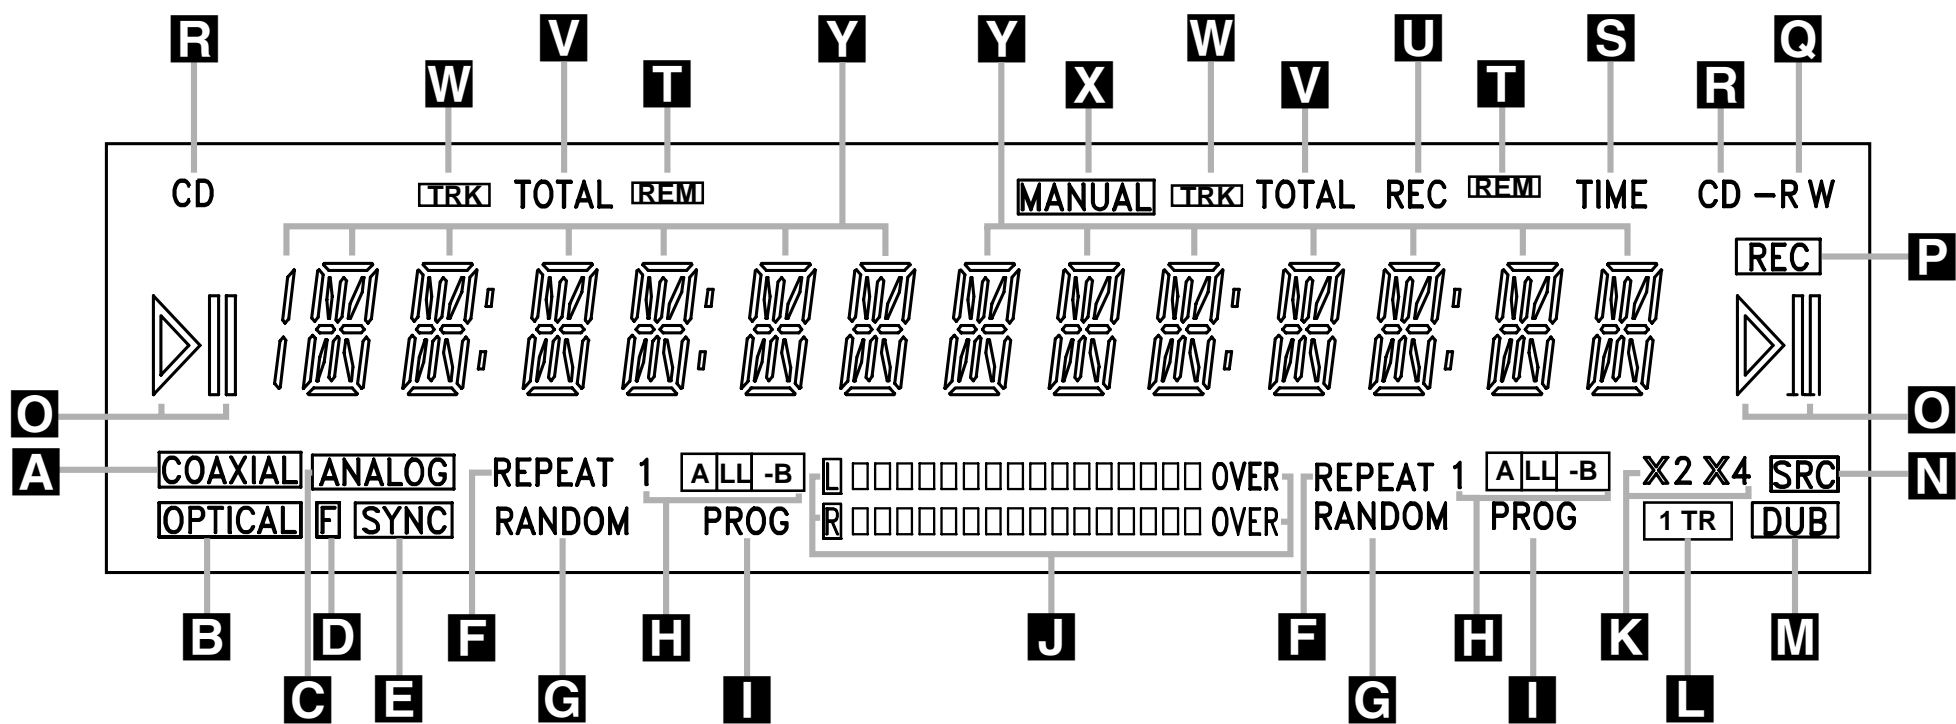 R V Y Y W U S Q
W T X V T R
CD TRK TOTAL REM MANUAL TRK TOTAL REC REM TIME CD -R W
REC P
O O
A COAXIAL ANALOG REPEAT 1 A LL -B L OVER REPEAT 1 A LL -B X2 X4 SRC N
OPTICAL F SYNC RANDOM PROG R OVER RANDOM PROG 1 TR DUB
B D F H J F H K M
C E G I G I L